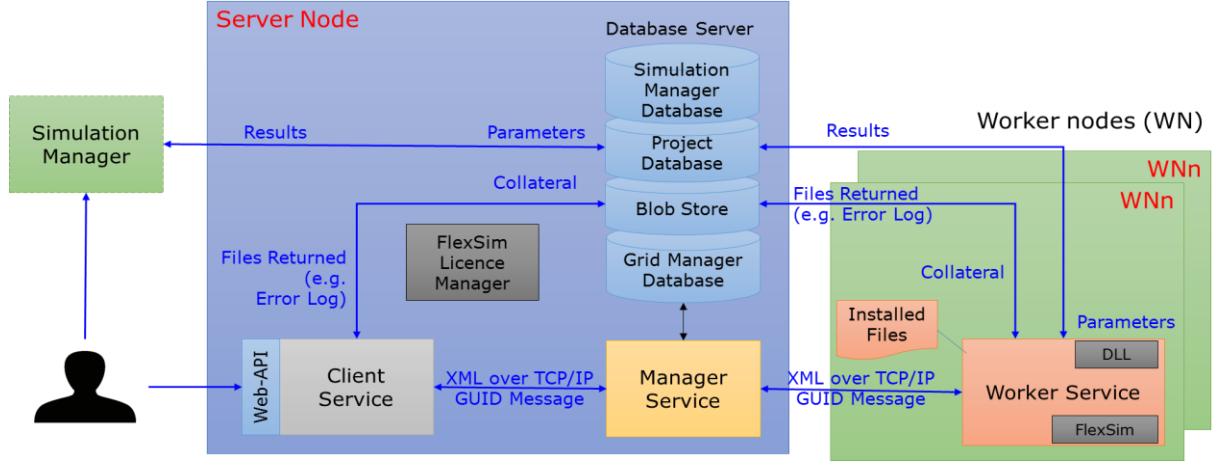 Server Node
Database Server
Simulation
Manager
Database
Project
Database
Blob Store
Grid Manager
Database
Simulation
Manager
Results
Parameters
Results
Worker nodes (WN)
WNn
WNn
Collateral
Files Returned
(e.g. Error Log)
FlexSim
Licence
Manager
Files Returned
(e.g.
Error Log)
Collateral
Installed
Files
Parameters
Web-API
Client
Service
XML over TCP/IP
GUID Message
Manager
Service
XML over TCP/IP
GUID Message
DLL
Worker Service
FlexSim